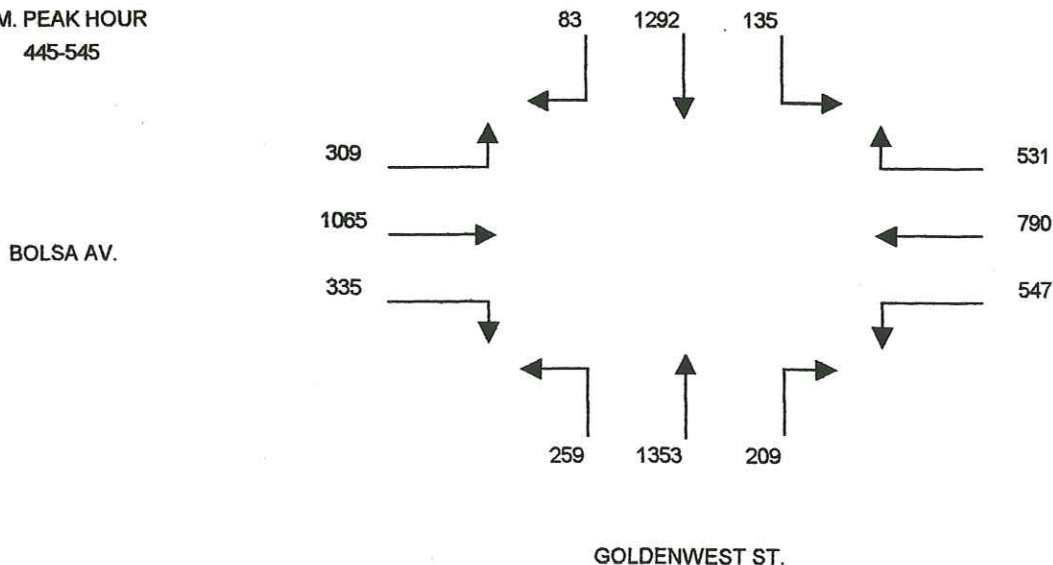 M. PEAK HOUR
445-545
83 1292 135
309 531
1065 790
BOLSA AV.
335 547
259 1353 209
GOLDENWEST ST.